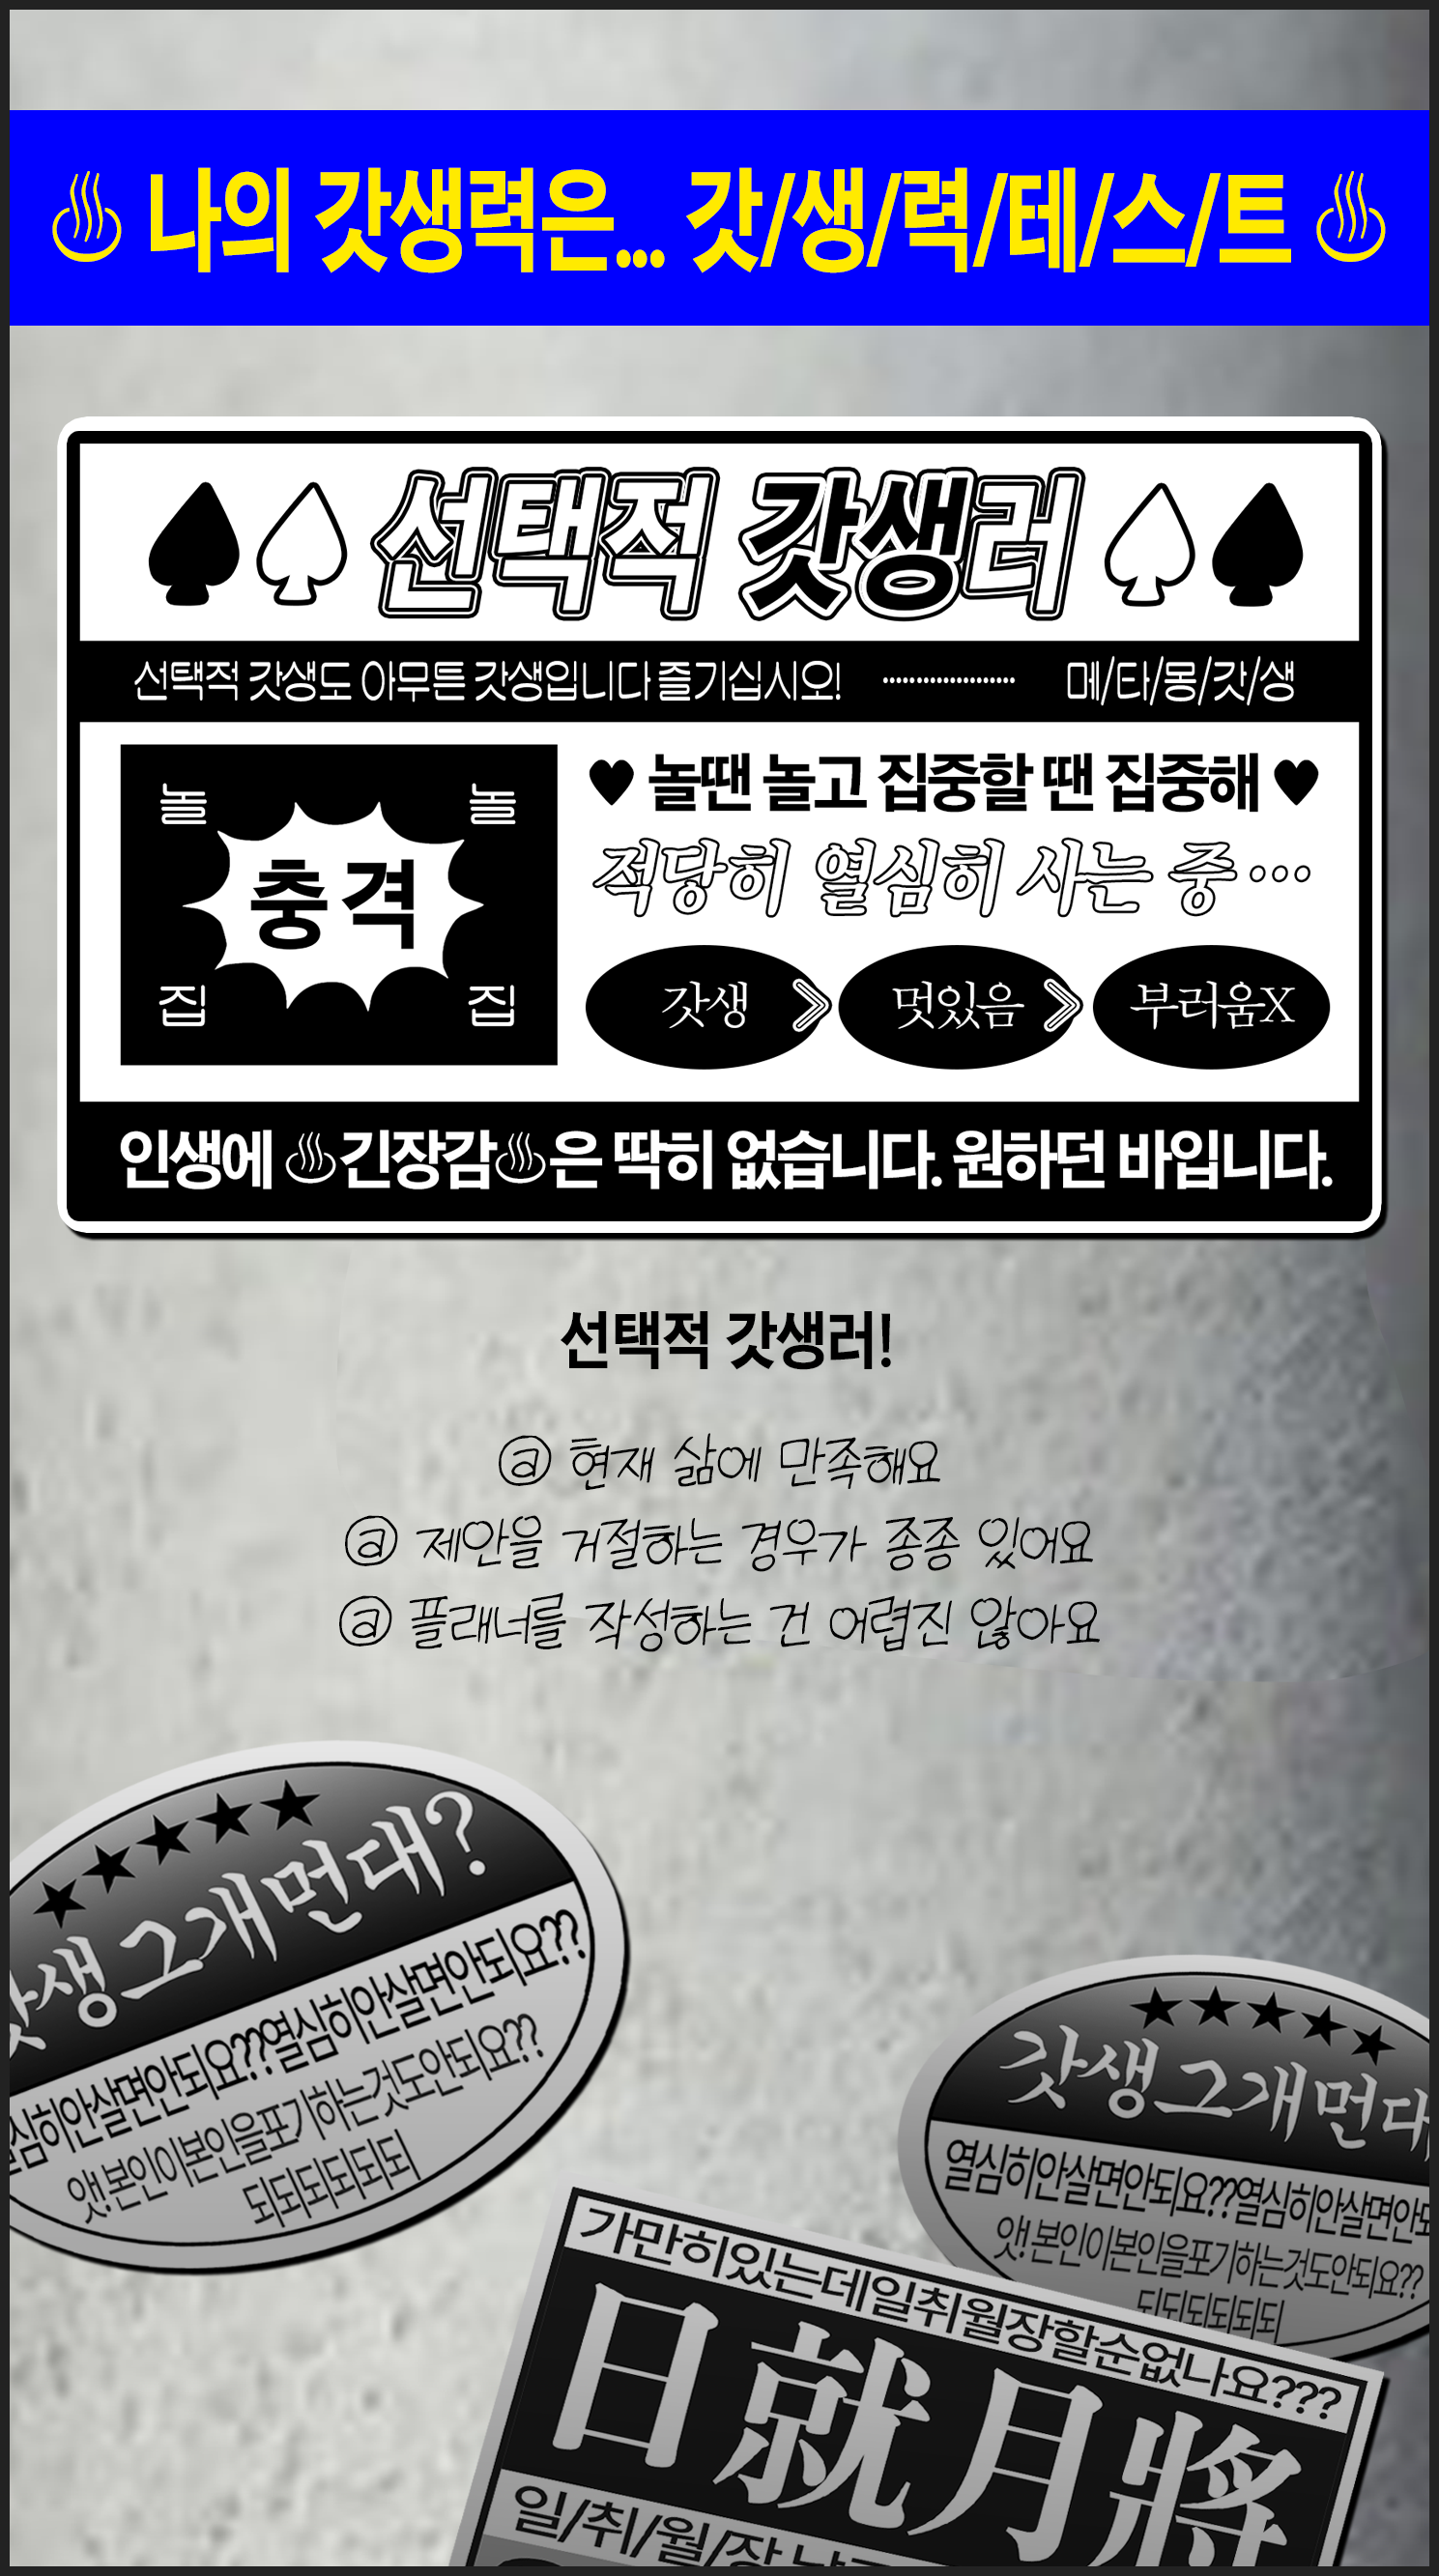 ♨ 나의 갓생력은... 갓/생/력/테/스/트 ♨
♠♤ 선택적 갓생러 ♤♠
선택적 갓생도 아무튼 갓생입니다 즐기십시오! ···················· 메/타/몽/갓/생
놀 놀
충격
집 집
♥ 놀땐 놀고 집중할 땐 집중해 ♥
적당히 열심히 사는 중…
갓생 > 멋있음 > 부러움X
인생에 ♨긴장감♨은 딱히 없습니다. 원하던 바입니다.
선택적 갓생러!
@ 현재 삶에 만족해요
@ 제안을 거절하는 경우가 종종 있어요
@ 플래너를 작성하는 건 어렵진 않아요
★★★★★
갓생그개먼대?
심히안살면안되요??열심히안살면안되요??
앳!본인이본인을포기하는것도안되요??
되되되되되되
★★★★★
갓생그개먼대
열심히안살면안되요??열심히안살면안되
앳!본인이본인을포기하는것도안되요??
되되되되되되
가만히있는데일취월장할순없나요???
日就月將
일/취/월/장